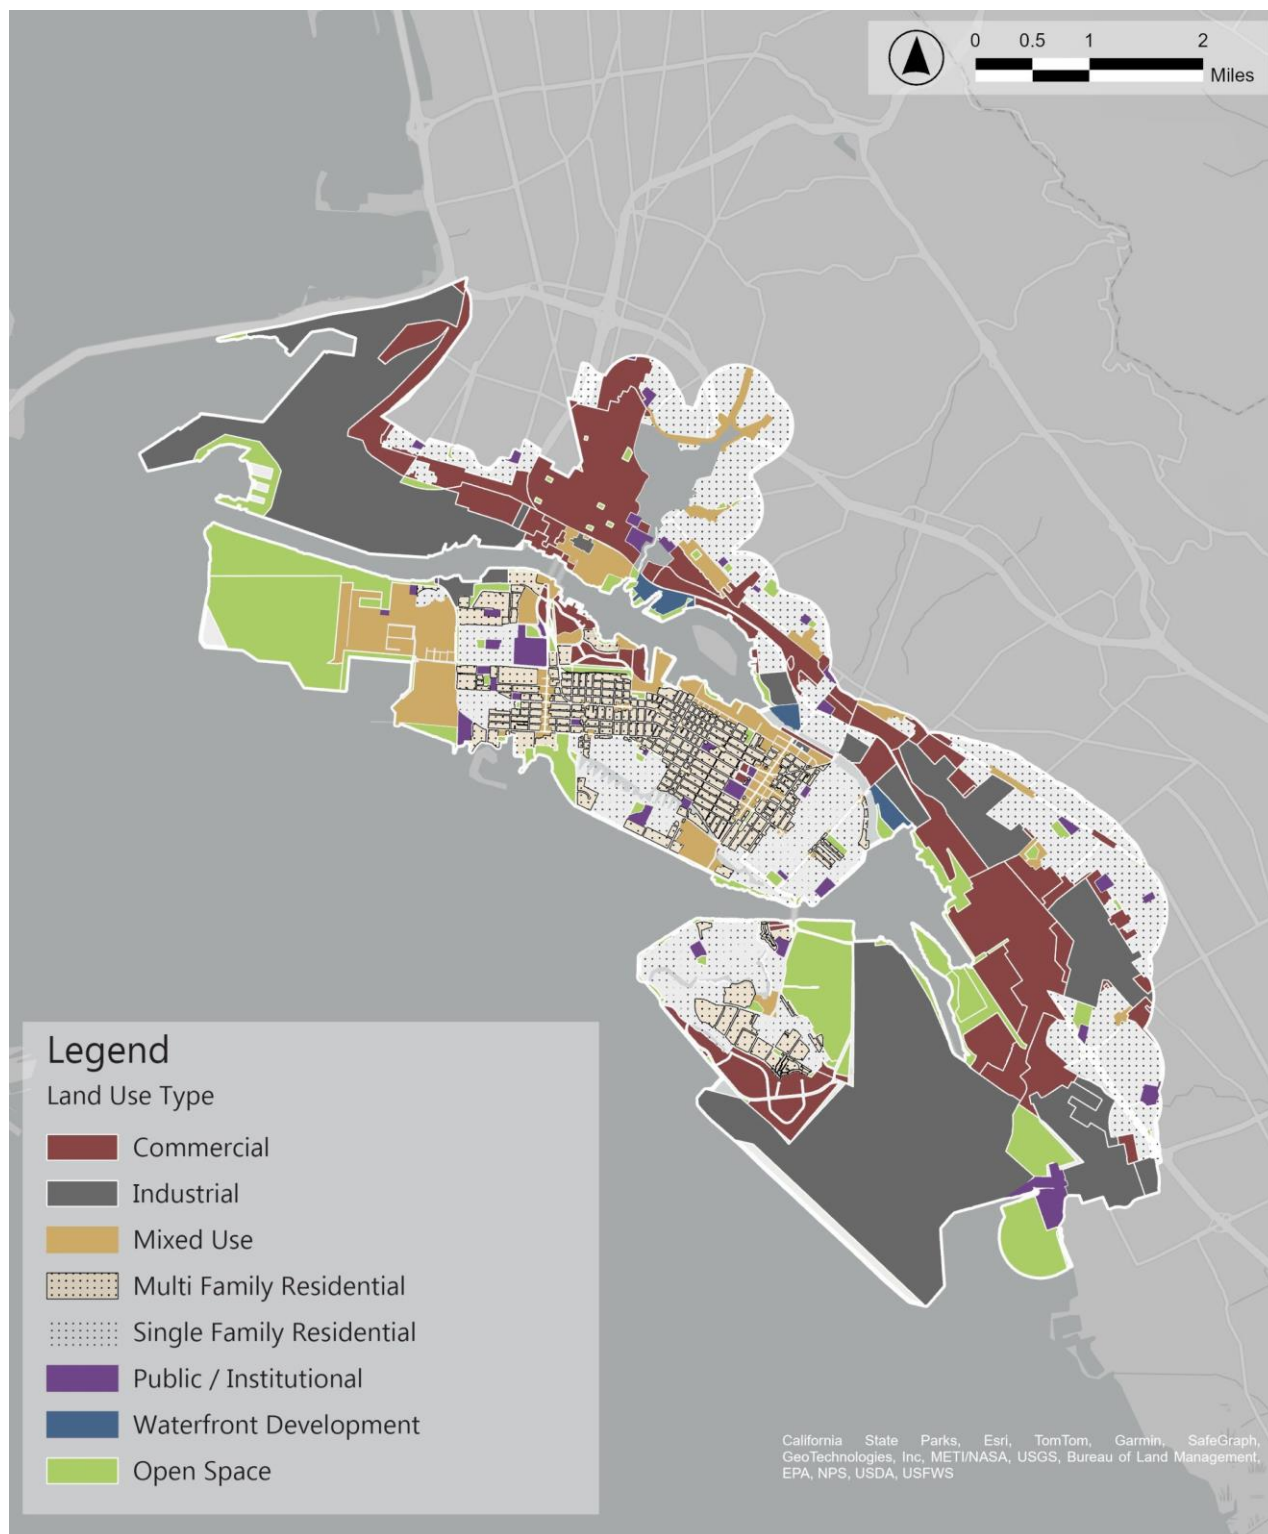 0 0.5 1 2
Miles
Legend
Land Use Type
Commercial
Industrial
Mixed Use
Multi Family Residential
Single Family Residential
Public / Institutional
Waterfront Development
Open Space
California State Parks, Esri, TomTom, Garmin, SafeGraph,
GeoTechnologies, Inc, METI/NASA, USGS, Bureau of Land Management,
EPA, NPS, USDA, USFWS